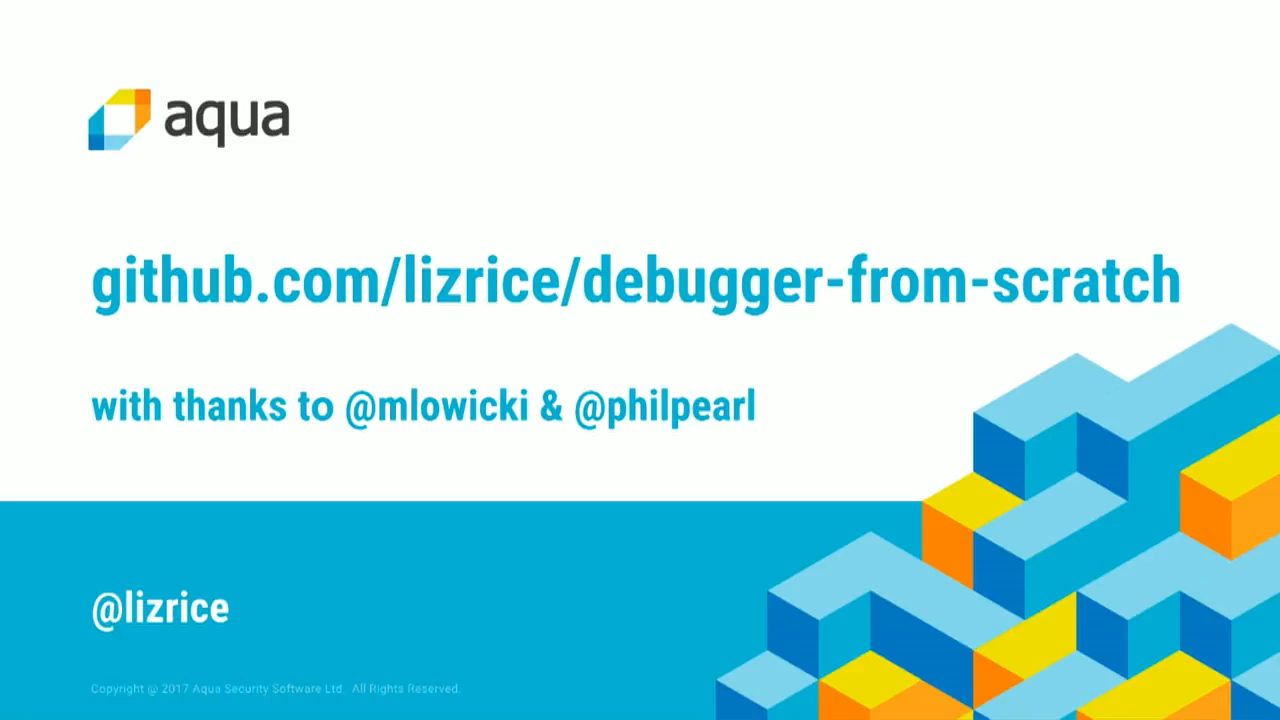 aqua
github.com/lizrice/debugger-from-scratch
with thanks to @mlowicki & @philpearl
@lizrice
Copyright @ 2017 Aqua Security Software Ltd. All Rights Reserved.